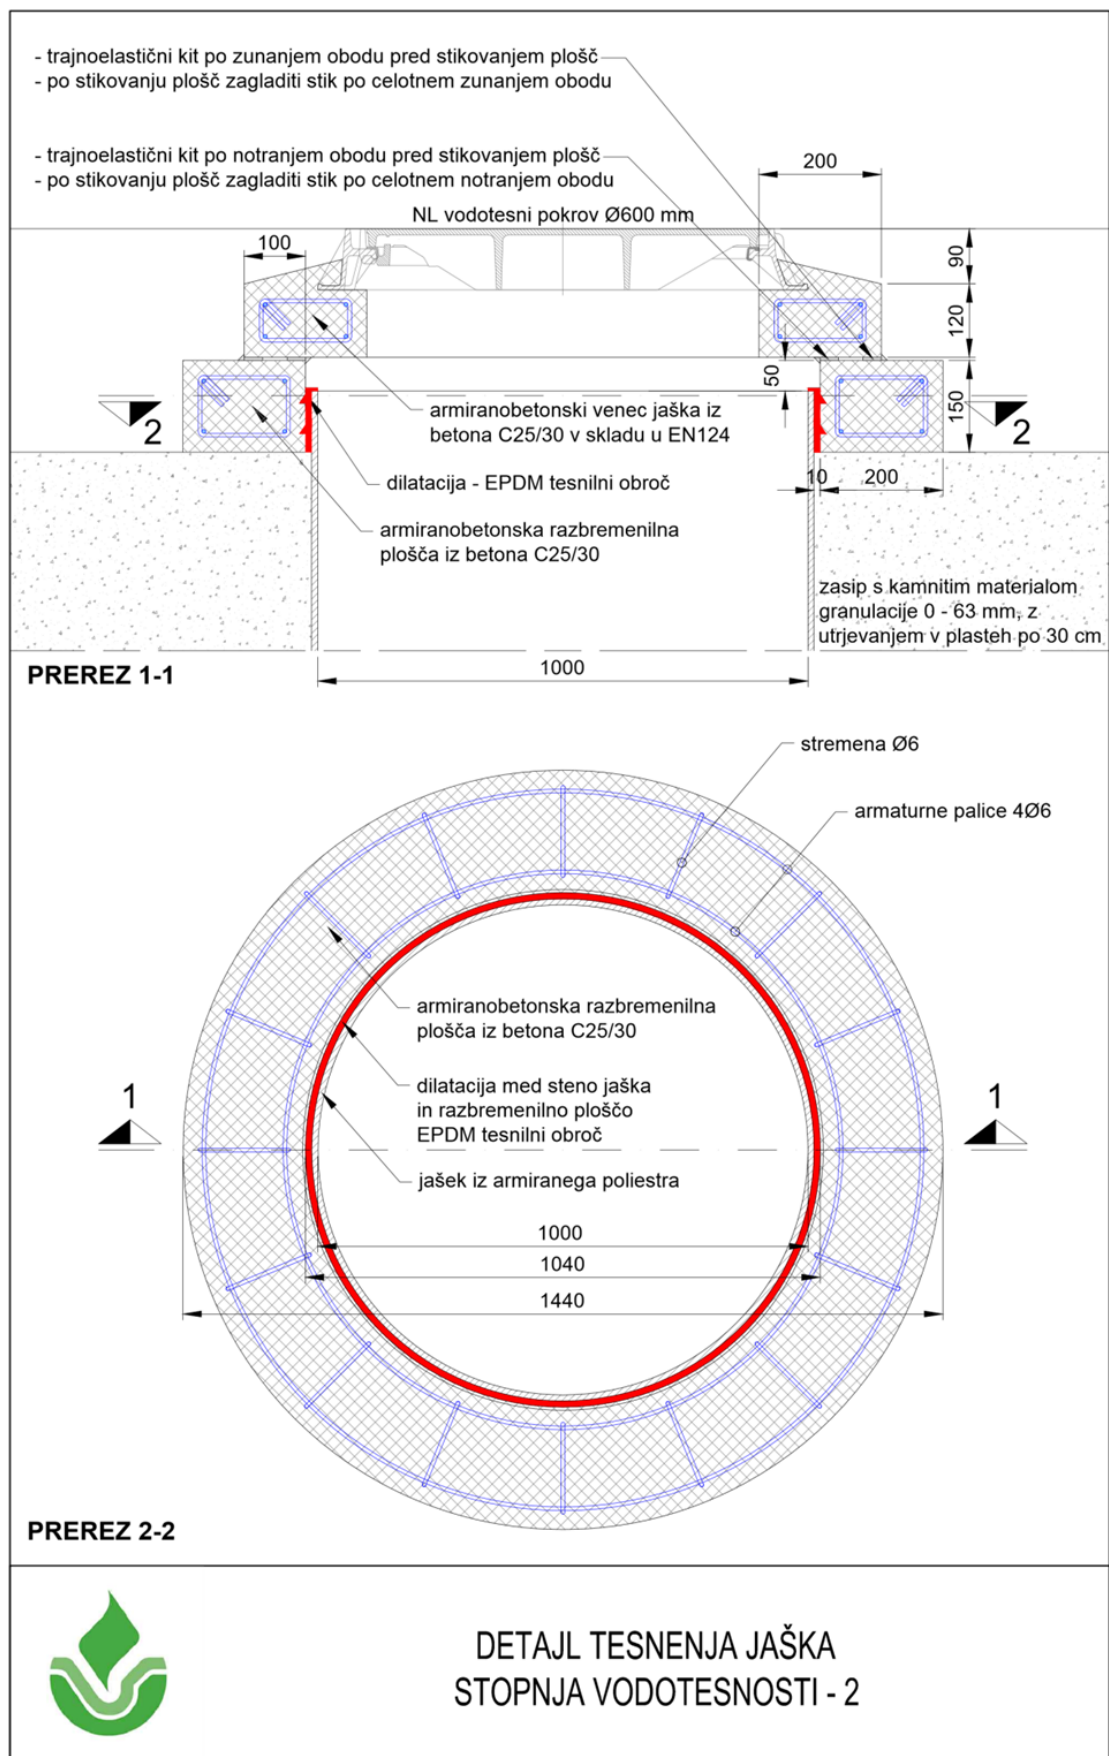 - trajnoelastični kit po zunanjem obodu pred stikovanjem plošč
- po stikovanju plošč zagladiti stik po celotnem zunanjem obodu
- trajnoelastični kit po notranjem obodu pred stikovanjem plošč
- po stikovanju plošč zagladiti stik po celotnem notranjem obodu
200
NL vodotesni pokrov Ø600 mm
100
90
120
50
150
2
2
armiranobetonski venec jaška iz
betona C25/30 v skladu u EN124
dilatacija - EPDM tesnilni obroč
10
200
armiranobetonska razbremenilna
plošča iz betona C25/30
zasip s kamnitim materialom
granulacije 0 - 63 mm, z
utrjevanjem v plasteh po 30 cm
PREREZ 1-1
1000
stremena Ø6
armaturne palice 4Ø6
armiranobetonska razbremenilna
plošča iz betona C25/30
dilatacija med steno jaška
in razbremenilno ploščo
EPDM tesnilni obroč
1
1
jašek iz armiranega poliestra
1000
1040
1440
PREREZ 2-2
DETAJL TESNENJA JAŠKA
STOPNJA VODOTESNOSTI - 2